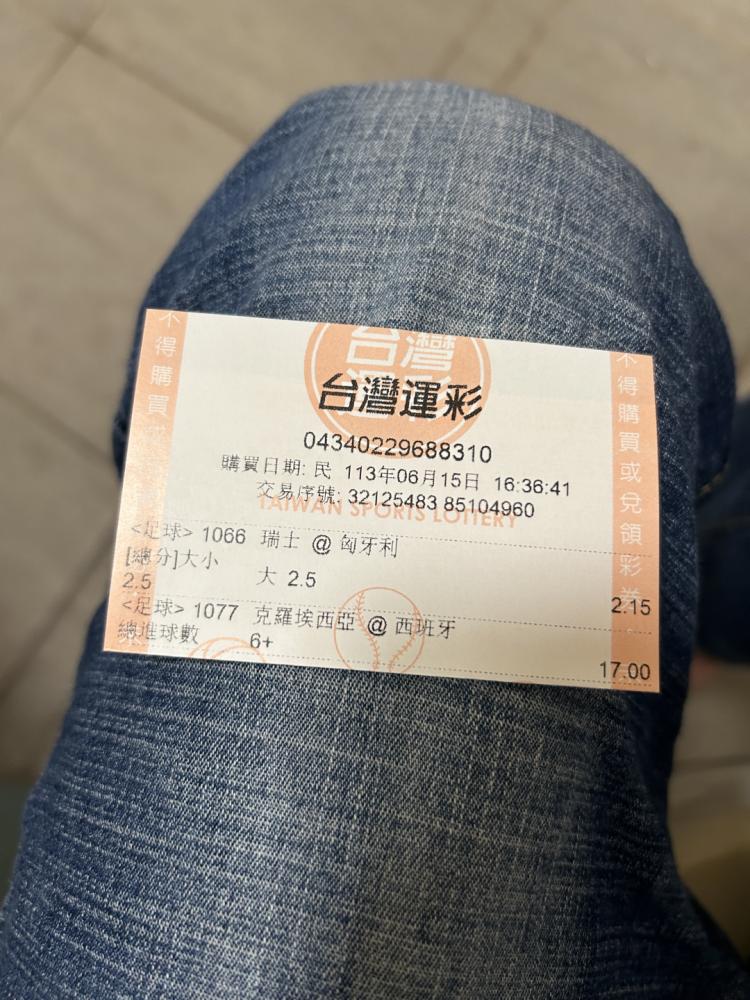 台灣
台灣運彩
04340229688310
購買日期: 民 113年06月15日 16:36:41
交易序號: 32125483 85104960
TAIWAN SPORTS LOTTERY
<足球> 1066 瑞士 @ 匈牙利
[總分]大小
2.5 大 2.5 2.15
<足球> 1077 克羅埃西亞 @ 西班牙
總進球數 6+
17.00
不得購買或
不得購買或兌領彩券